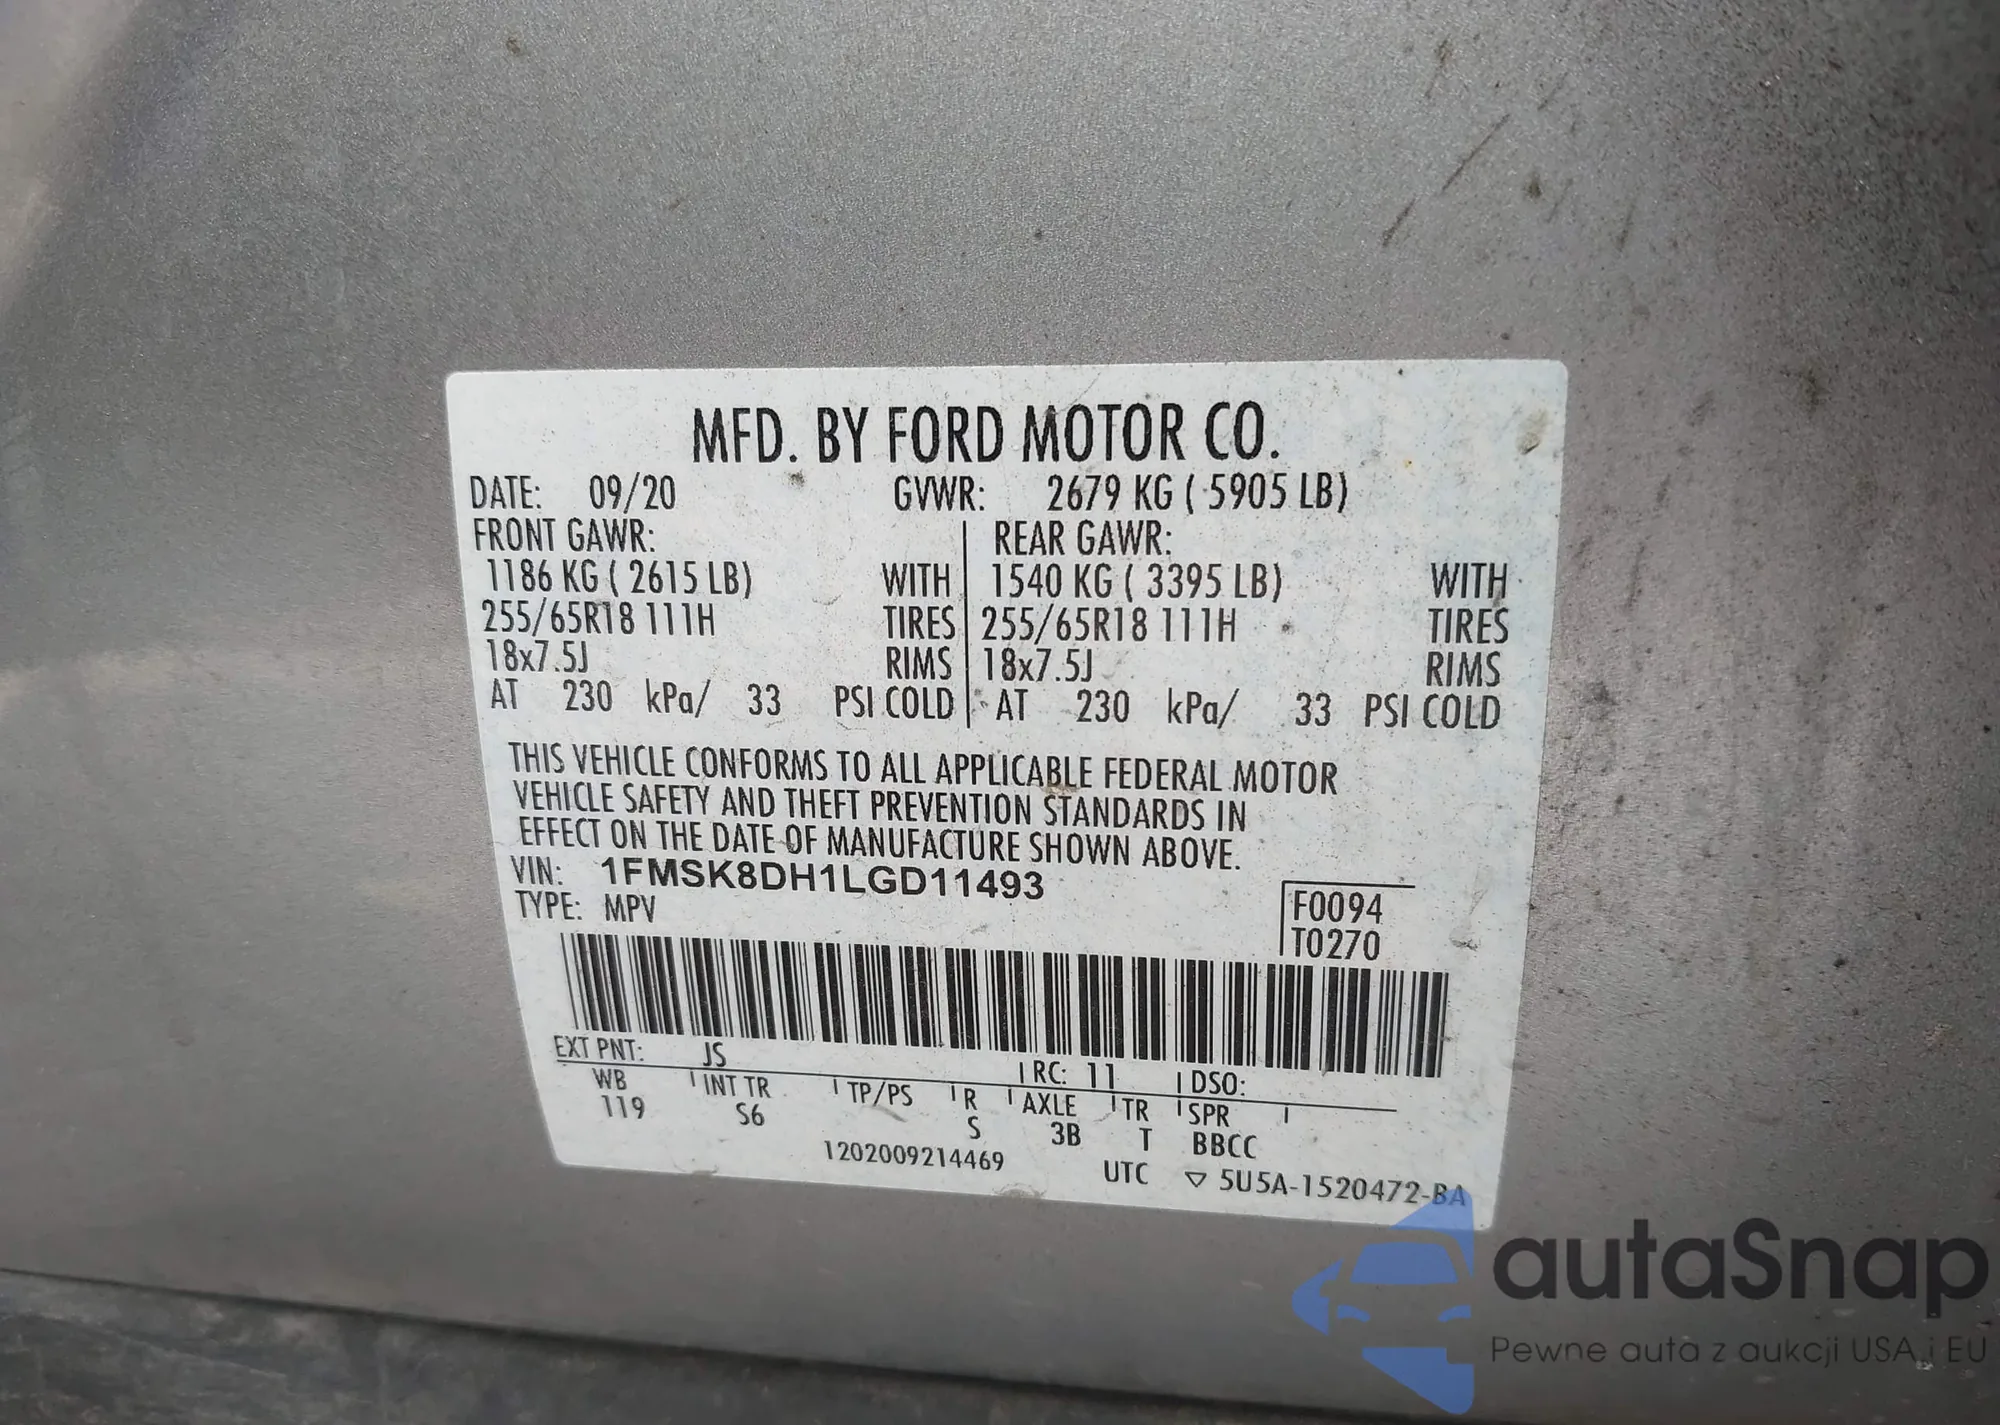 MFD. BY FORD MOTOR CO.
DATE: 09/20 GVWR: 2679 KG ( 5905 LB)
FRONT GAWR: REAR GAWR:
1186 KG ( 2615 LB) WITH 1540 KG ( 3395 LB) WITH
255/65R18 111H TIRES 255/65R18 111H TIRES
18x7.5J RIMS 18x7.5J RIMS
AT 230 kPa/ 33 PSI COLD AT 230 kPa/ 33 PSI COLD
THIS VEHICLE CONFORMS TO ALL APPLICABLE FEDERAL MOTOR
VEHICLE SAFETY AND THEFT PREVENTION STANDARDS IN
EFFECT ON THE DATE OF MANUFACTURE SHOWN ABOVE.
VIN: 1FMSK8DH1LGD11493
TYPE: MPV
F0094
T0270
EXT PNT: JS RC: 11 DSO:
WB INT TR TP/PS R AXLE TR SPR
119 S6 S 3B T BBCC
1202009214469 UTC ▽ 5U5A-1520472-BA
autaSnap
Pewne auta z aukcji USA i EU